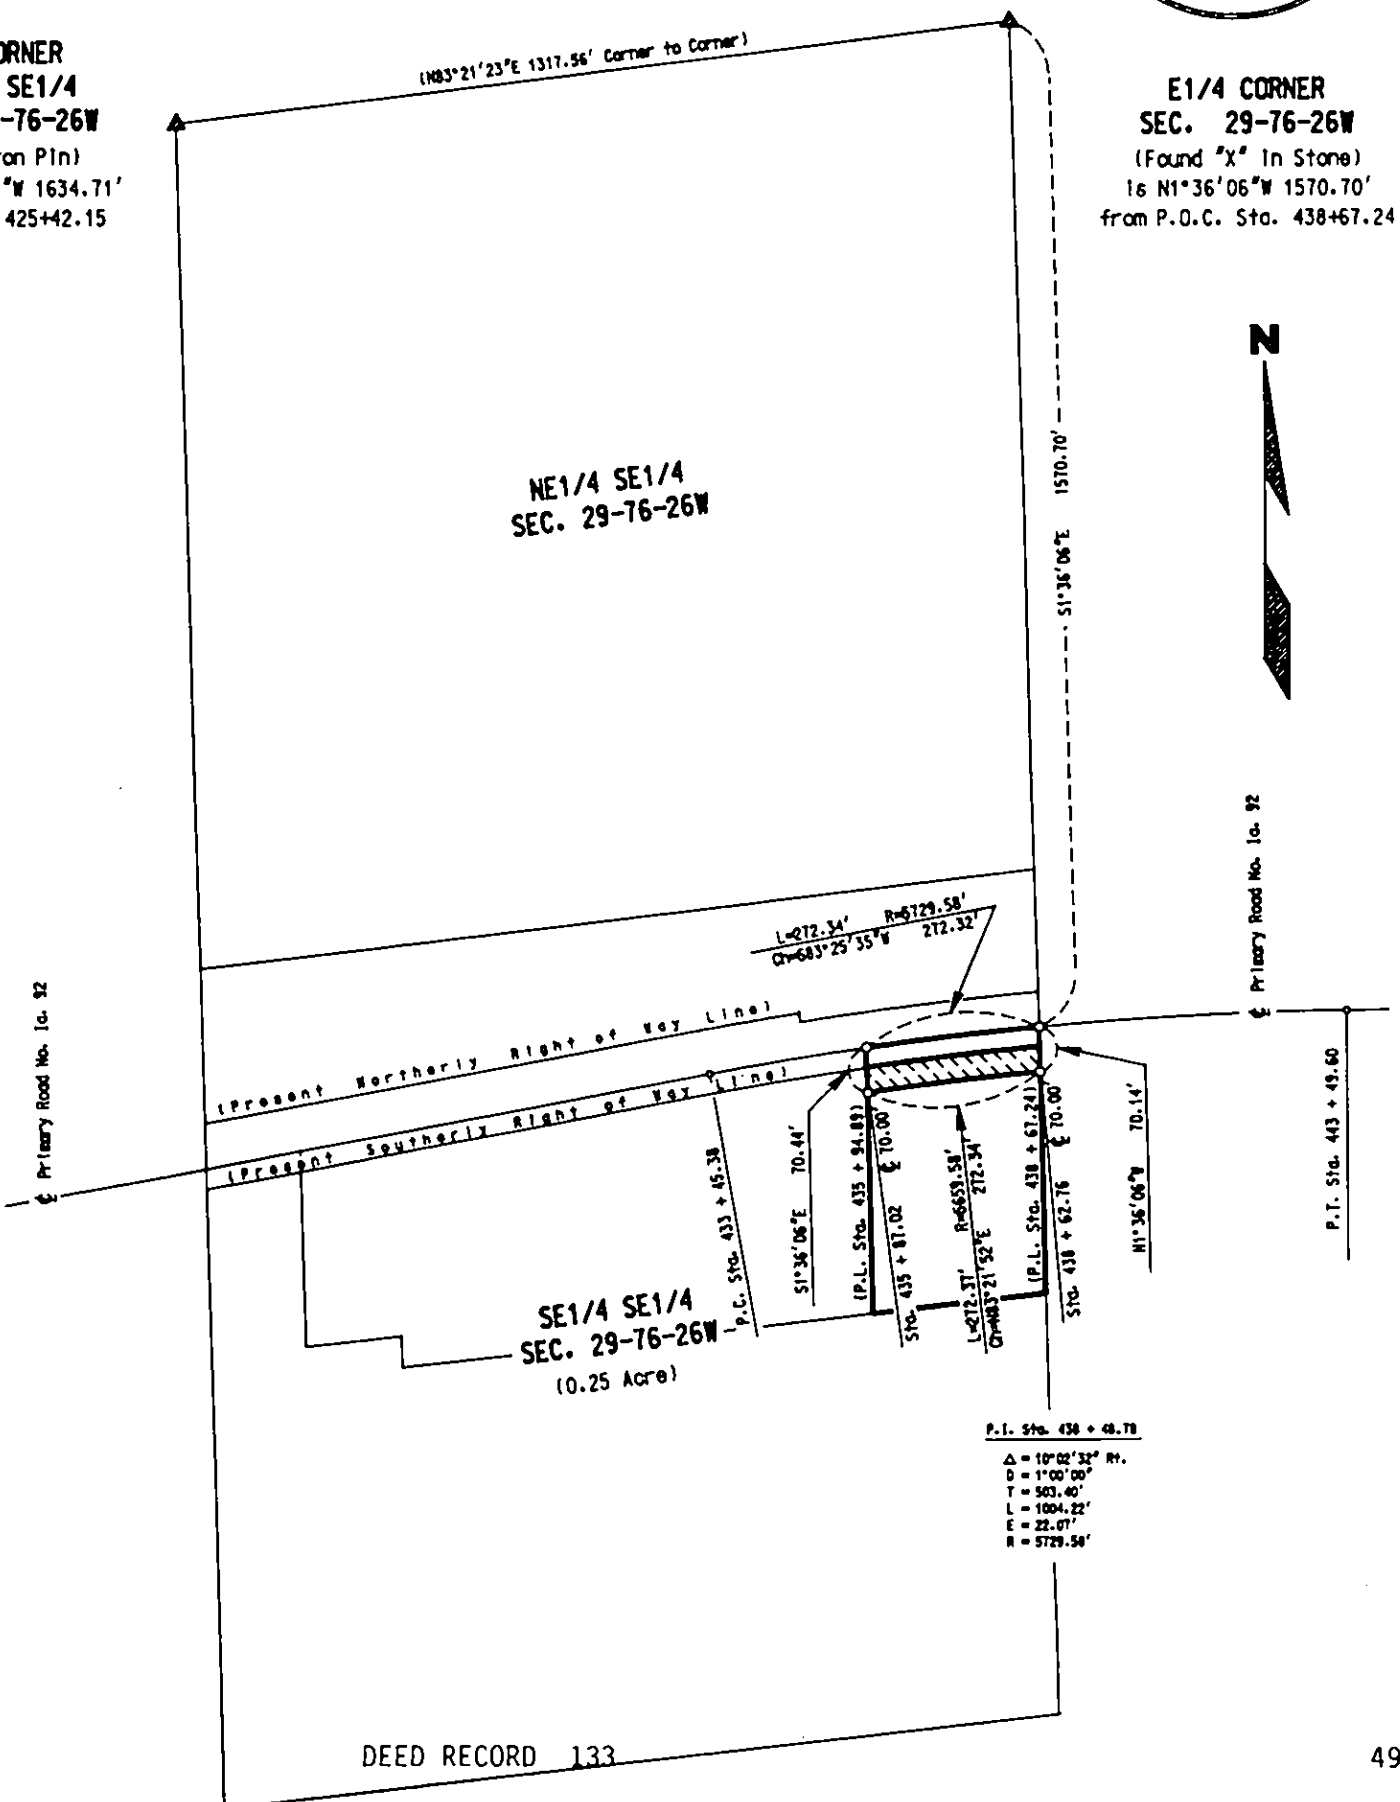 ORNER
SE1/4
-76-26W
on Pin)
"W 1634.71'
425+42.15
(N83°21'23"E 1317.56' Corner to Corner)
E1/4 CORNER
SEC. 29-76-26W
(Found "X" in Stone)
is N1°36'06"W 1570.70'
from P.O.C. Sta. 438+67.24
N
NE1/4 SE1/4
SEC. 29-76-26W
S1°36'06"E 1570.70'
L=272.34' R=5729.58'
Ch=S83°25'35"W 272.32'
₵ Primary Road No. Ia. 92
₵ Primary Road No. Ia. 92
(Present Northerly Right of Way Line)
(Present Southerly Right of Way Line)
P.C. Sta. 433 + 45.38
S1°36'06"E 70.44'
(P.L. Sta. 435 + 94.89)
Sta. 435 + 87.02 ₵ 70.00'
L=272.37' R=5659.58'
Ch=N83°21'52"E 272.34'
(P.L. Sta. 438 + 67.24)
Sta. 438 + 62.76 ₵ 70.00'
N1°36'06"W 70.14'
P.T. Sta. 443 + 49.60
SE1/4 SE1/4
SEC. 29-76-26W
(0.25 Acre)
P.I. Sta. 438 + 48.78
Δ = 10°02'32" Rt.
D = 1°00'00"
T = 503.40'
L = 1004.22'
E = 22.07'
R = 5729.58'
DEED RECORD 133
49